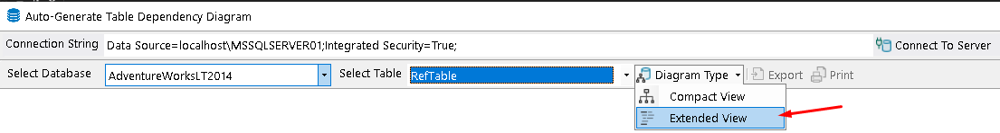 Auto-Generate Table Dependency Diagram
Connection String Data Source=localhost\MSSQLSERVER01;Integrated Security=True; Connect To Server
Select Database AdventureWorksLT2014 Select Table RefTable Diagram Type Export Print
Compact View
Extended View